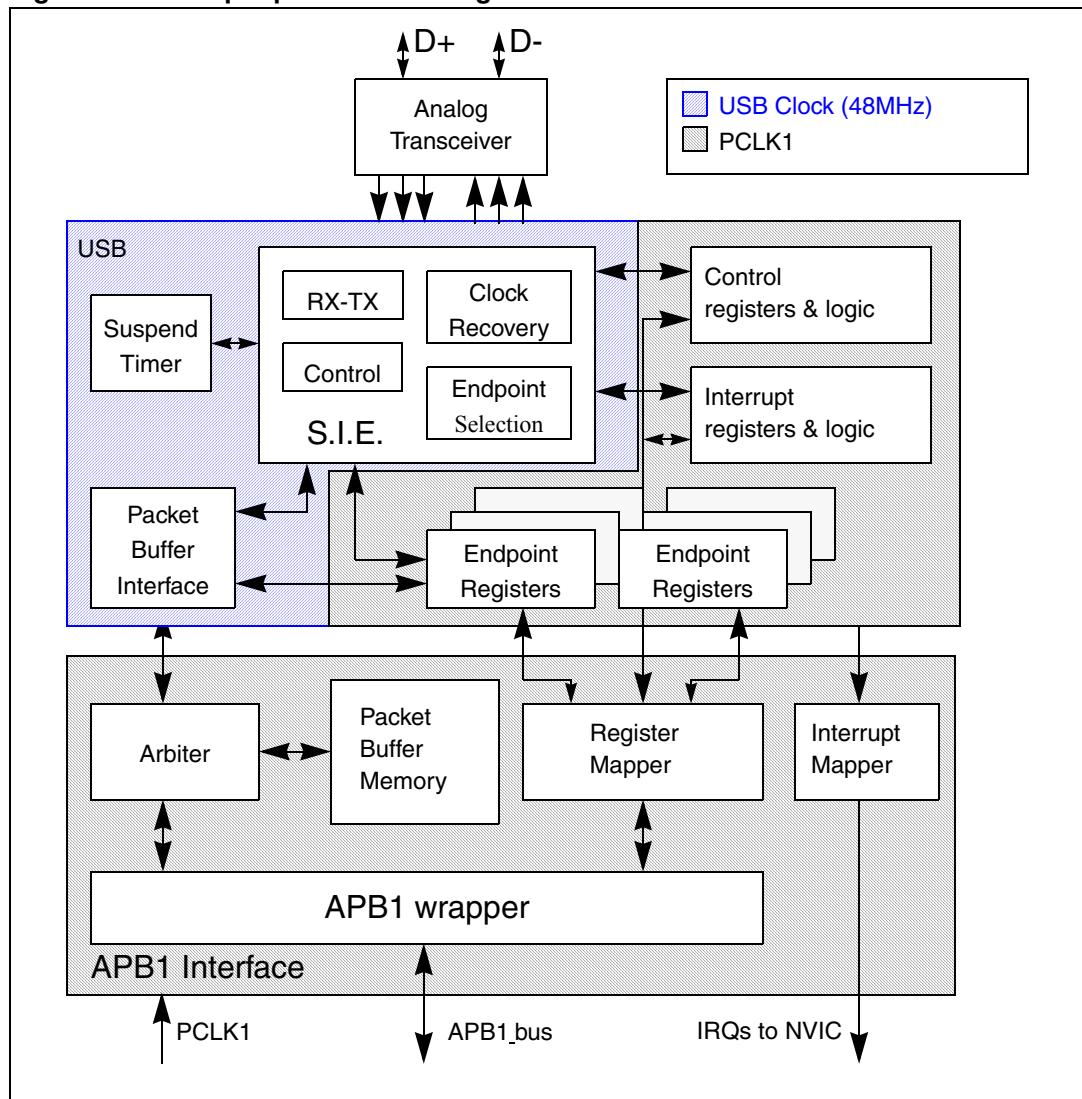 D+ D-
Analog
Transceiver
USB Clock (48MHz)
PCLK1
USB
RX-TX
Clock
Recovery
Control
registers & logic
Suspend
Timer
Control
Endpoint
Selection
Interrupt
registers & logic
S.I.E.
Packet
Buffer
Interface
Endpoint
Registers
Endpoint
Registers
Arbiter
Packet
Buffer
Memory
Register
Mapper
Interrupt
Mapper
APB1 wrapper
APB1 Interface
PCLK1
APB1_bus
IRQs to NVIC